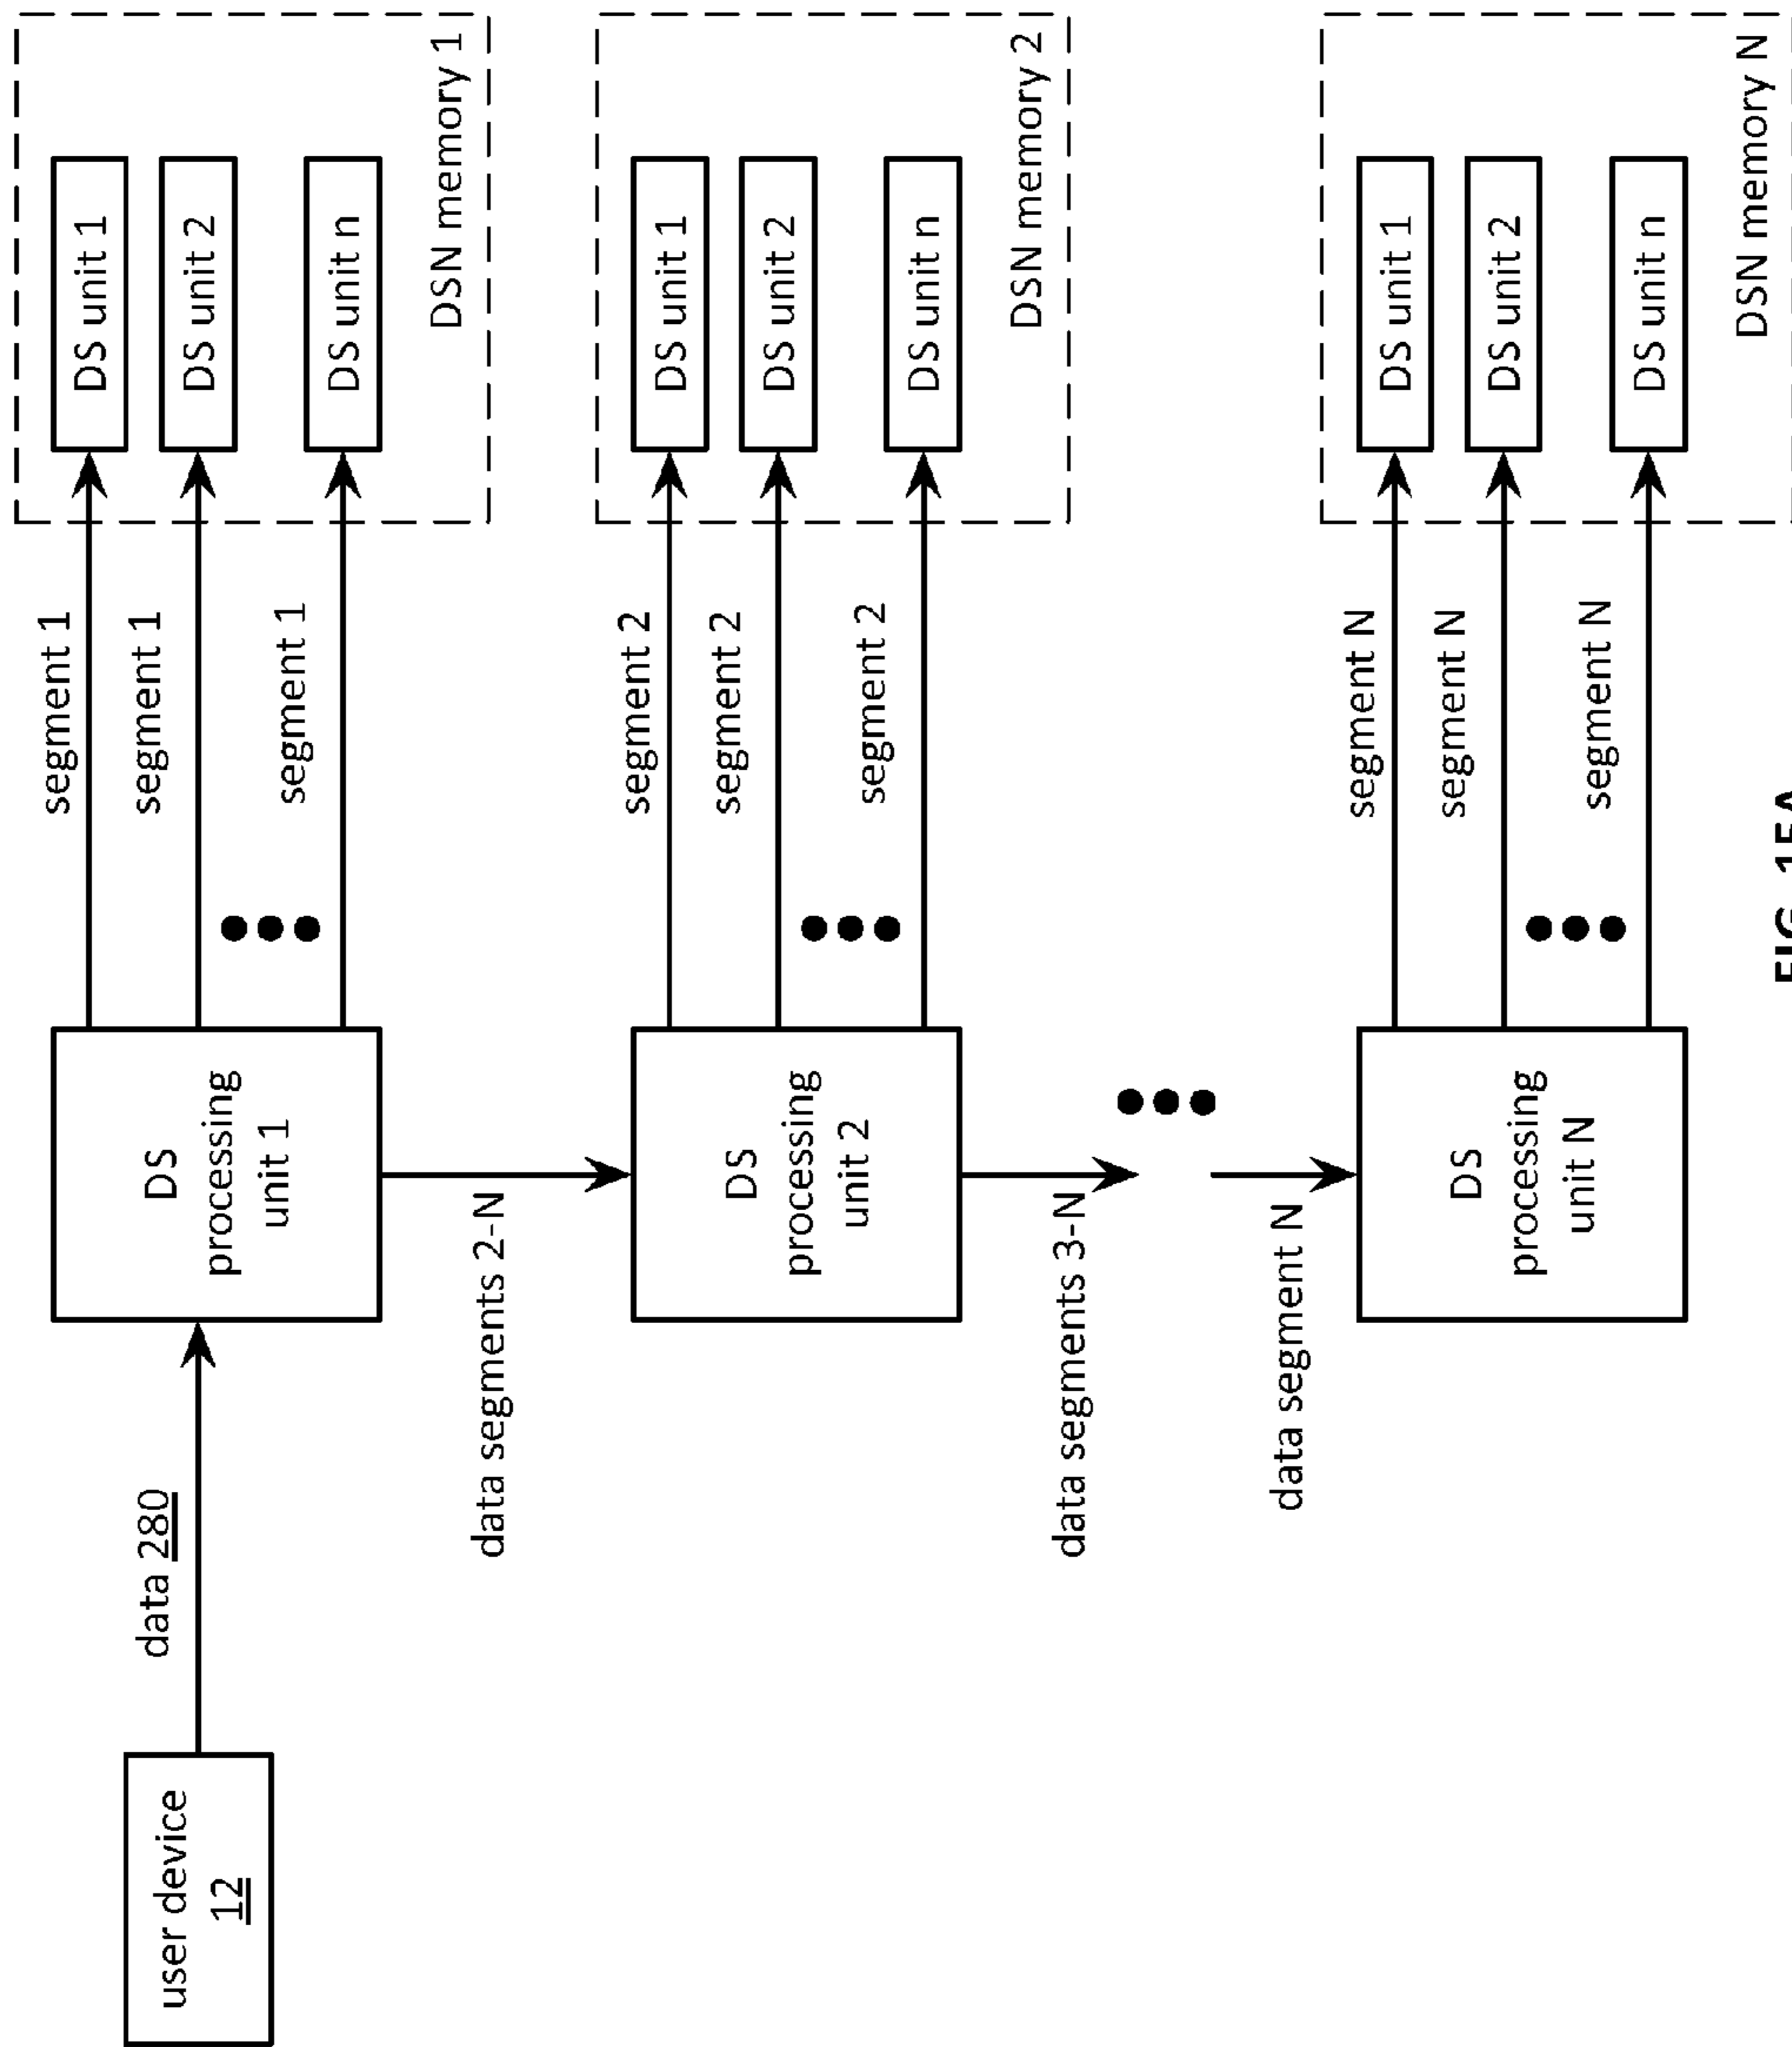 user device
12
data 280
DS
processing
unit 1
segment 1
segment 1
segment 1
DS unit 1
DS unit 2
DS unit n
DSN memory 1
data segments 2-N
DS
processing
unit 2
segment 2
segment 2
segment 2
DS unit 1
DS unit 2
DS unit n
DSN memory 2
data segments 3-N
data segment N
DS
processing
unit N
segment N
segment N
segment N
DS unit 1
DS unit 2
DS unit n
DSN memory N
FIG. 15A